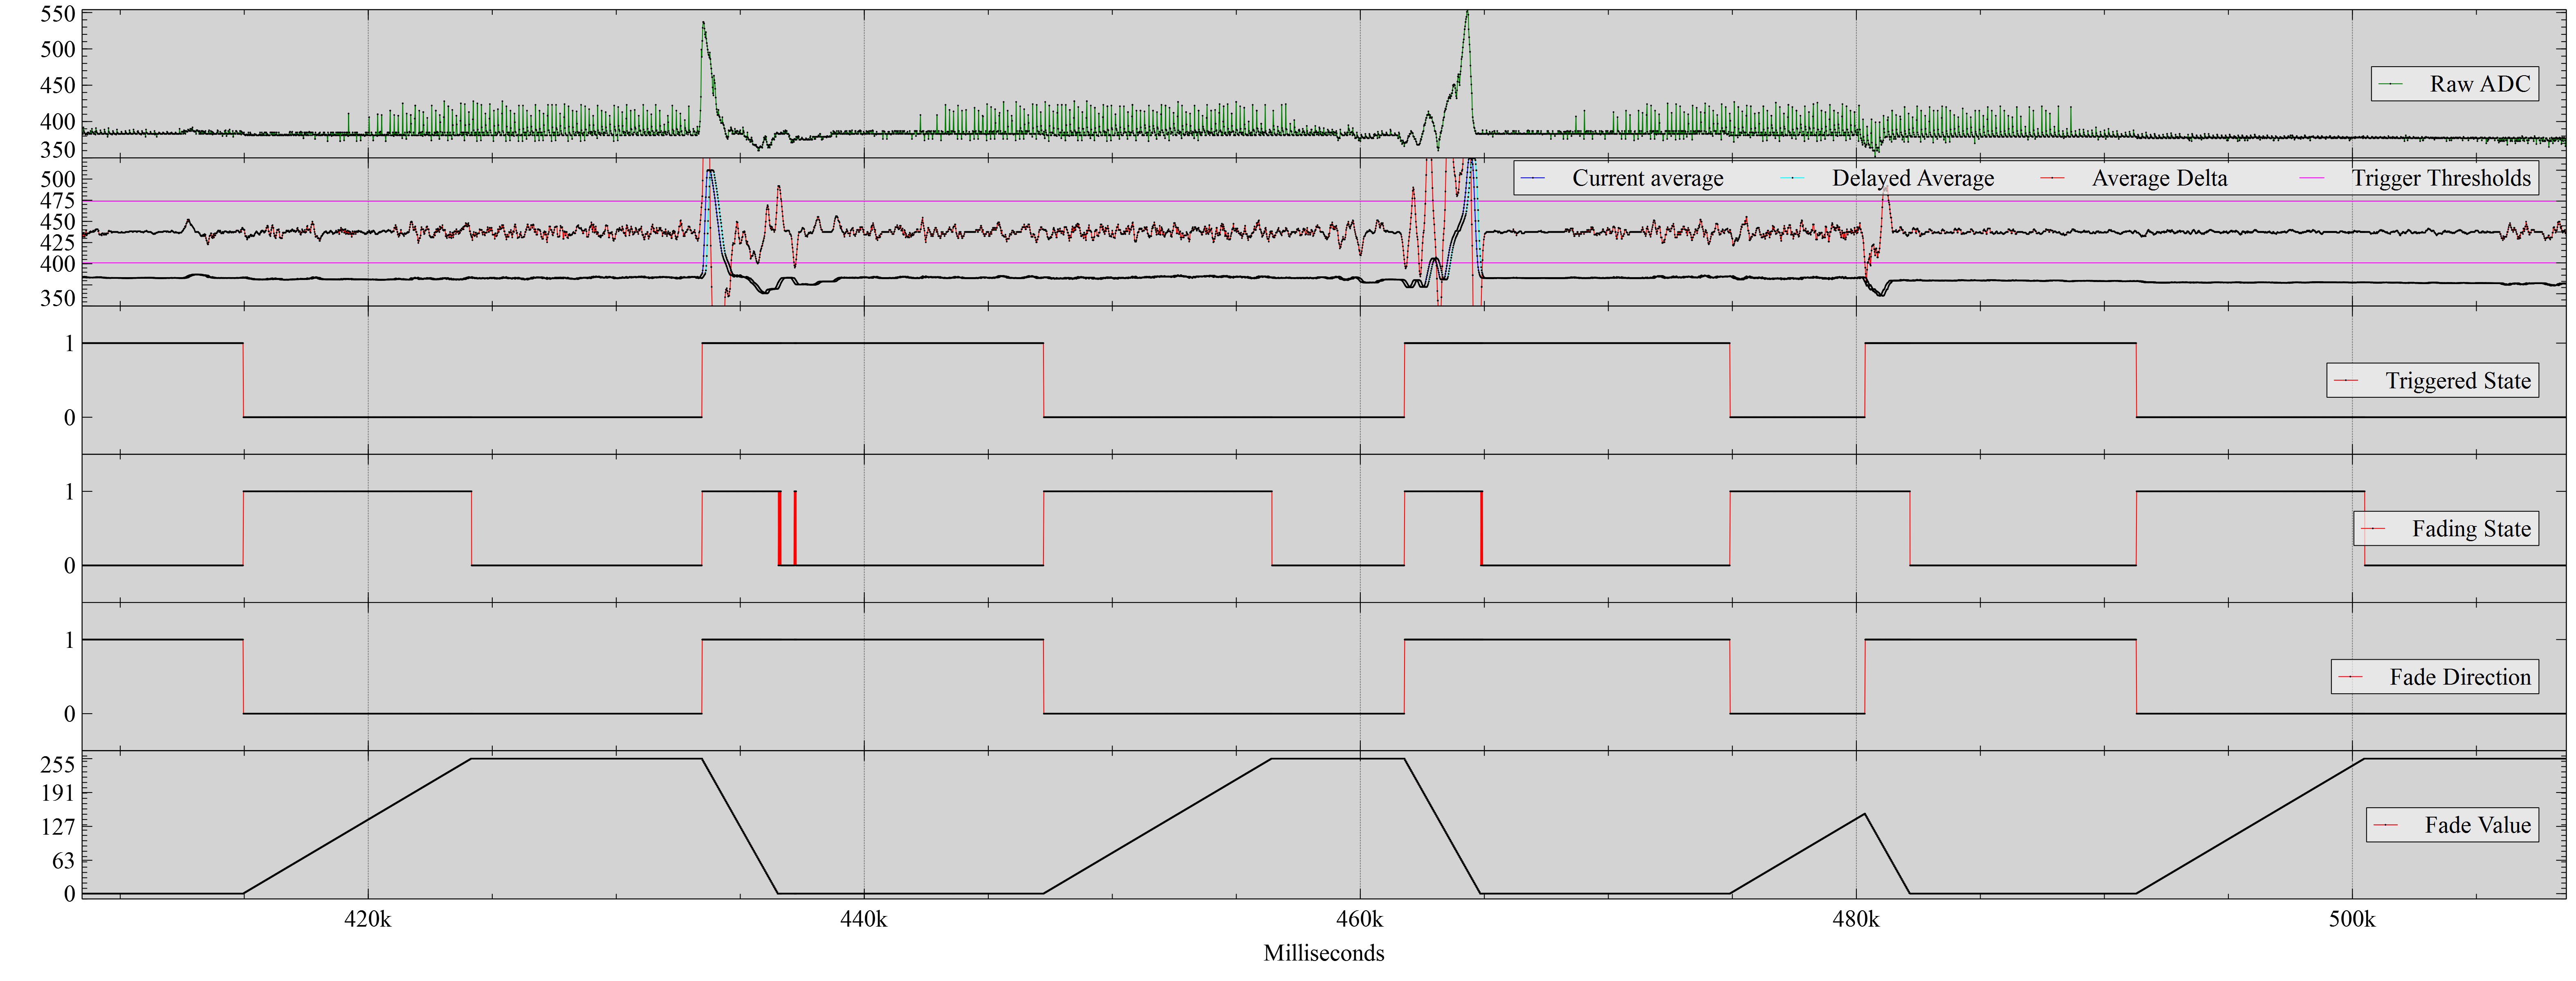 550
500
450
400
350
Raw ADC
500
475
450
425
400
350
Current average Delayed Average Average Delta Trigger Thresholds
1
0
Triggered State
1
0
Fading State
1
0
Fade Direction
255
191
127
63
0
Fade Value
420k 440k 460k 480k 500k
Milliseconds